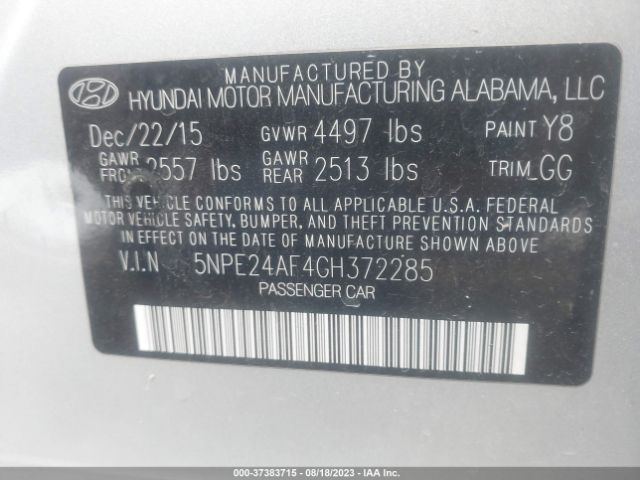 MANUFACTURED BY
HYUNDAI MOTOR MANUFACTURING ALABAMA, LLC
Dec/22/15 GVWR 4497 lbs PAINT Y8
GAWR FRONT 2557 lbs GAWR REAR 2513 lbs TRIM GG
THIS VEHICLE CONFORMS TO ALL APPLICABLE U.S.A. FEDERAL
MOTOR VEHICLE SAFETY, BUMPER, AND THEFT PREVENTION STANDARDS
IN EFFECT ON THE DATE OF MANUFACTURE SHOWN ABOVE
V.I.N 5NPE24AF4GH372285
PASSENGER CAR
000-37383715 - 08/18/2023 - IAA Inc.